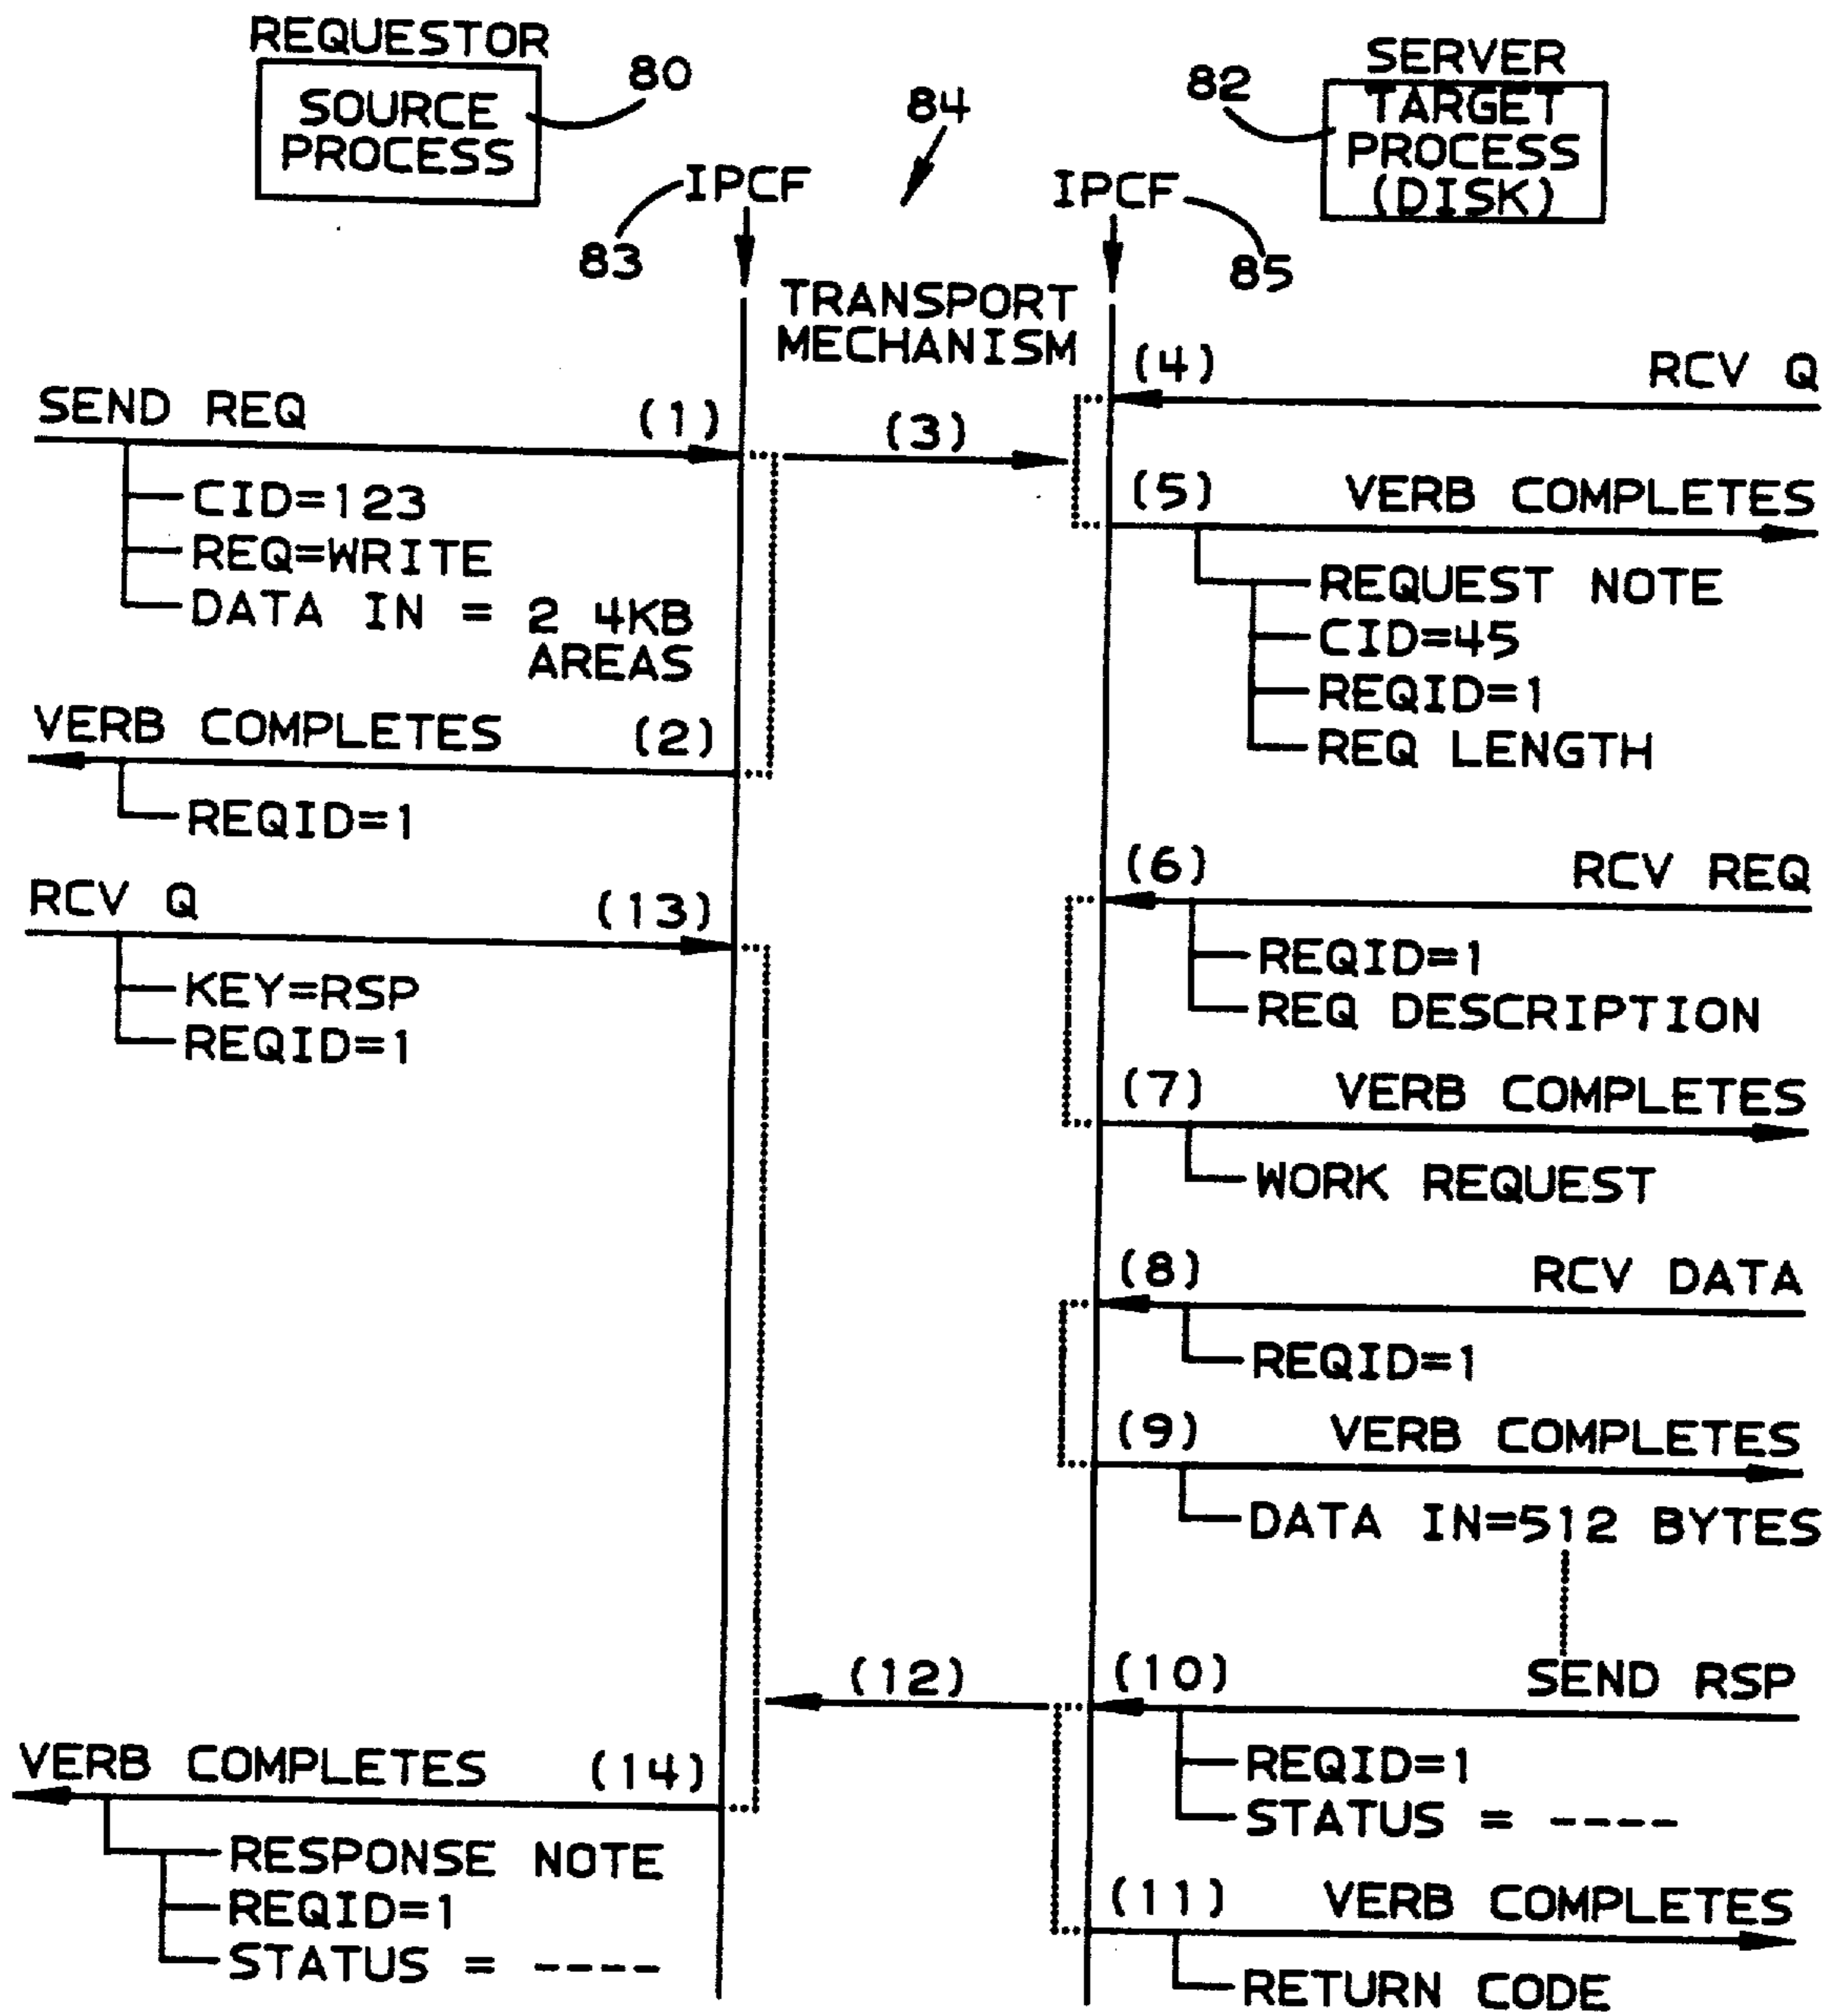 REQUESTOR
SOURCE
PROCESS
80
IPCF
83
84
TRANSPORT
MECHANISM
SERVER
TARGET
PROCESS
(DISK)
82
IPCF
85
SEND REQ (1)
CID=123
REQ=WRITE
DATA IN = 2 4KB
AREAS
VERB COMPLETES (2)
REQID=1
(3)
(4) RCV Q
(5) VERB COMPLETES
REQUEST NOTE
CID=45
REQID=1
REQ LENGTH
(6) RCV REQ
REQID=1
REQ DESCRIPTION
(7) VERB COMPLETES
WORK REQUEST
(8) RCV DATA
REQID=1
(9) VERB COMPLETES
DATA IN=512 BYTES
(10) SEND RSP
REQID=1
STATUS = ----
(11) VERB COMPLETES
RETURN CODE
(12)
RCV Q (13)
KEY=RSP
REQID=1
VERB COMPLETES (14)
RESPONSE NOTE
REQID=1
STATUS = ----